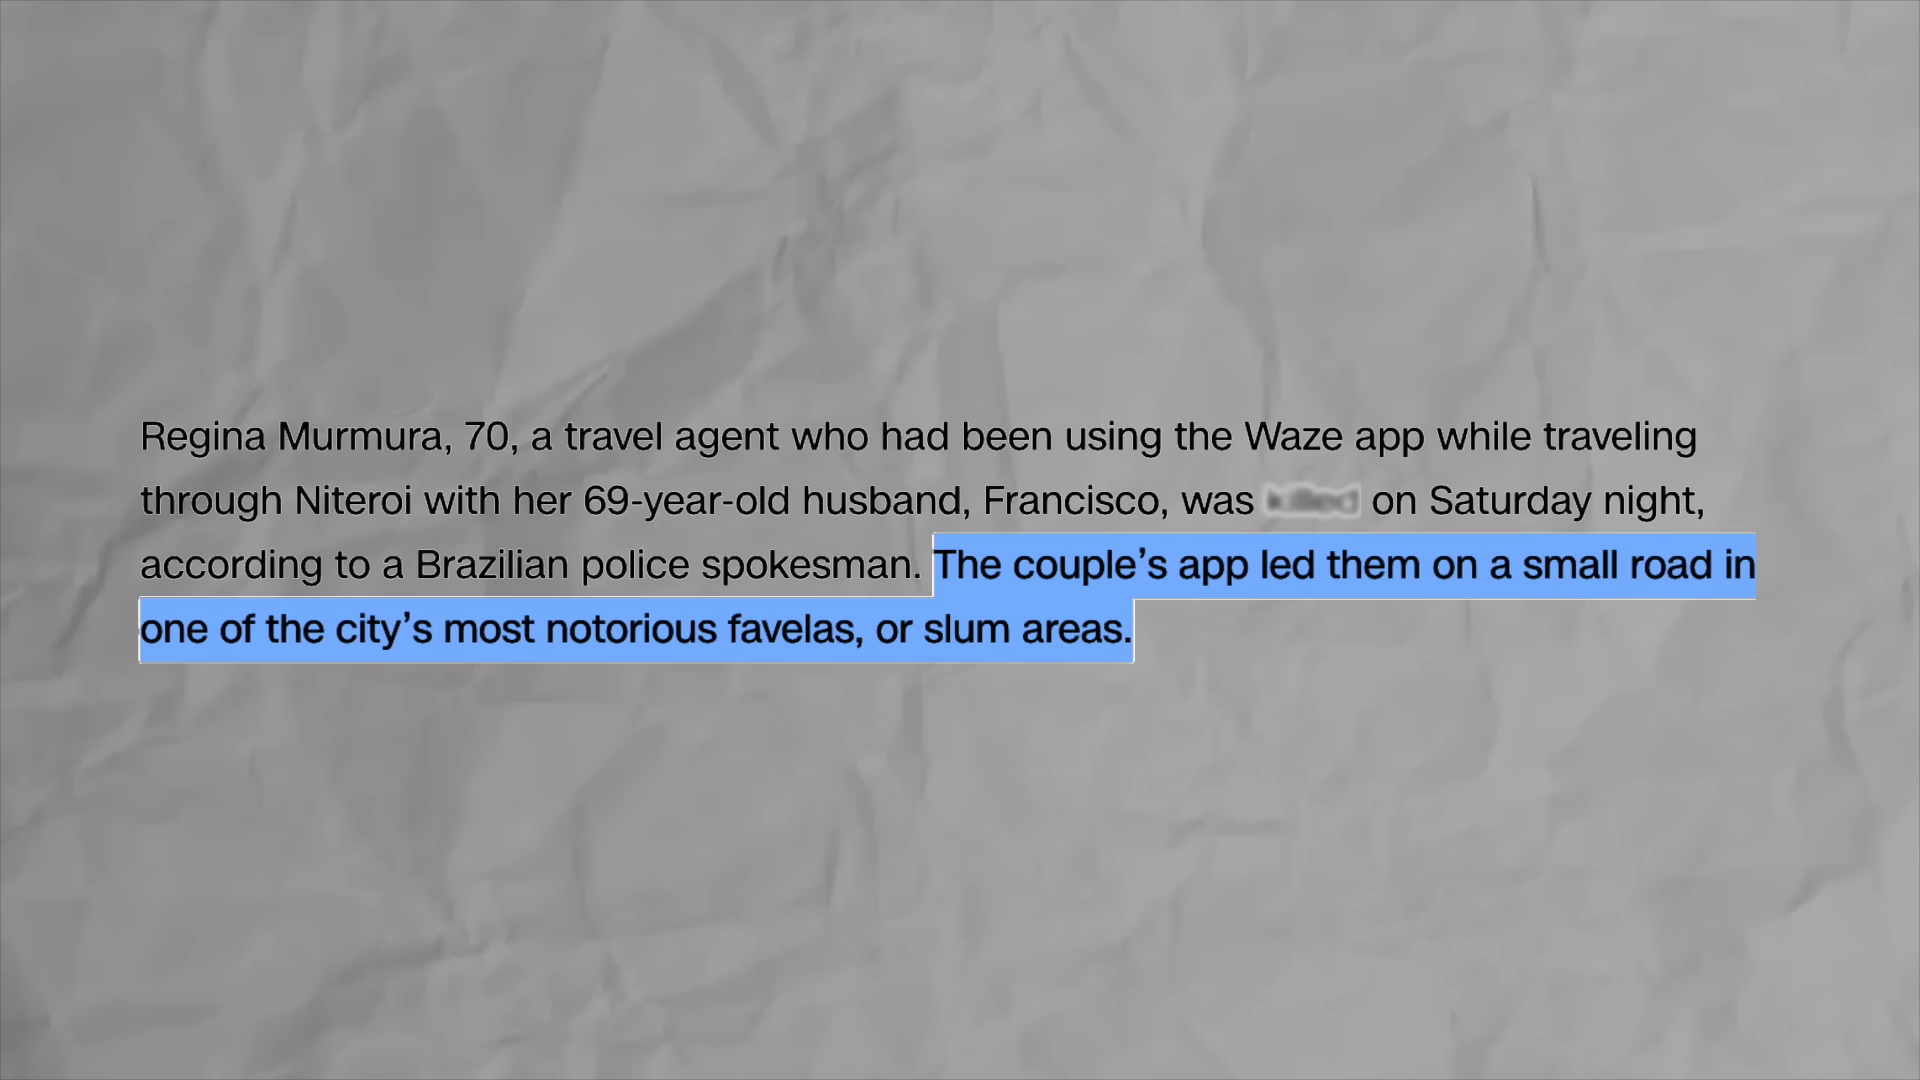 Regina Murmura, 70, a travel agent who had been using the Waze app while traveling
through Niteroi with her 69-year-old husband, Francisco, was on Saturday night,
according to a Brazilian police spokesman. The couple’s app led them on a small road in
one of the city’s most notorious favelas, or slum areas.